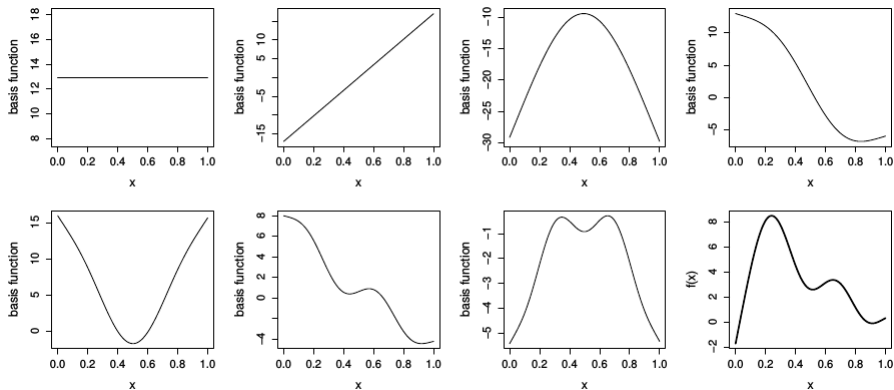 basis function
8 10 12 14 16 18
0.0 0.2 0.4 0.6 0.8 1.0
x
basis function
−15 −5 5 10
0.0 0.2 0.4 0.6 0.8 1.0
x
basis function
−30 −25 −20 −15 −10
0.0 0.2 0.4 0.6 0.8 1.0
x
basis function
−5 0 5 10
0.0 0.2 0.4 0.6 0.8 1.0
x
basis function
0 5 10 15
0.0 0.2 0.4 0.6 0.8 1.0
x
basis function
−4 0 2 4 6 8
0.0 0.2 0.4 0.6 0.8 1.0
x
basis function
−5 −4 −3 −2 −1
0.0 0.2 0.4 0.6 0.8 1.0
x
f(x)
−2 0 2 4 6 8
0.0 0.2 0.4 0.6 0.8 1.0
x